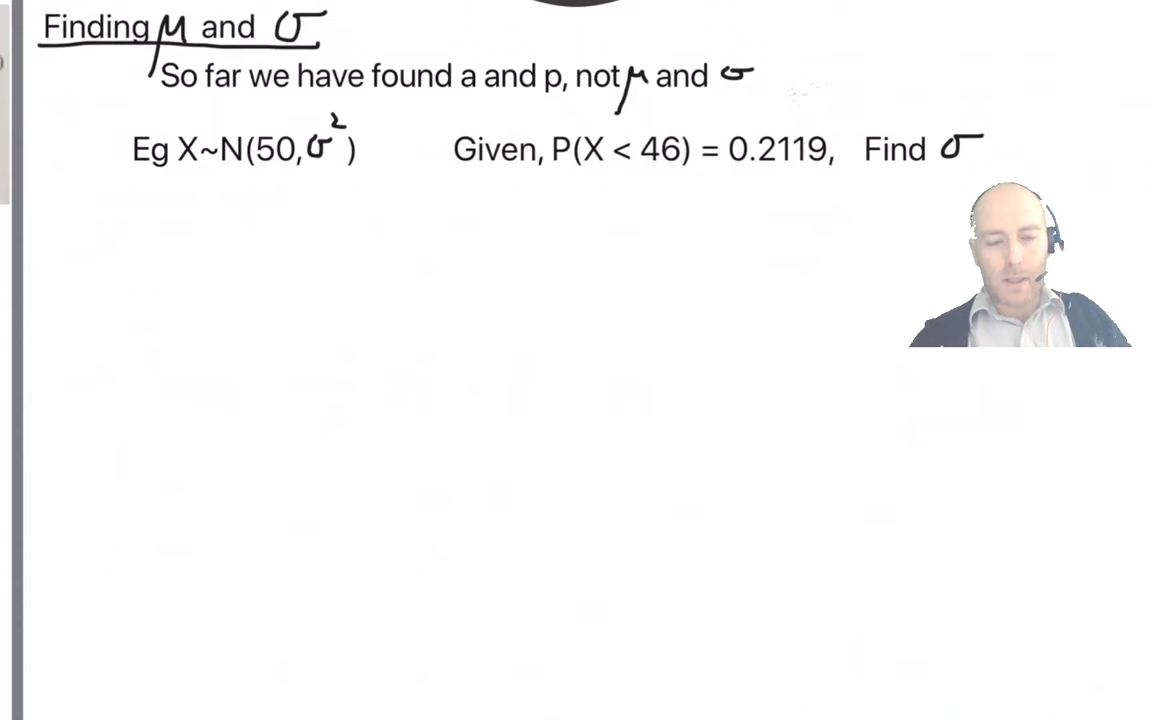 Finding μ and σ
So far we have found a and p, not μ and σ
Eg X~N(50,σ²) Given, P(X < 46) = 0.2119, Find σ